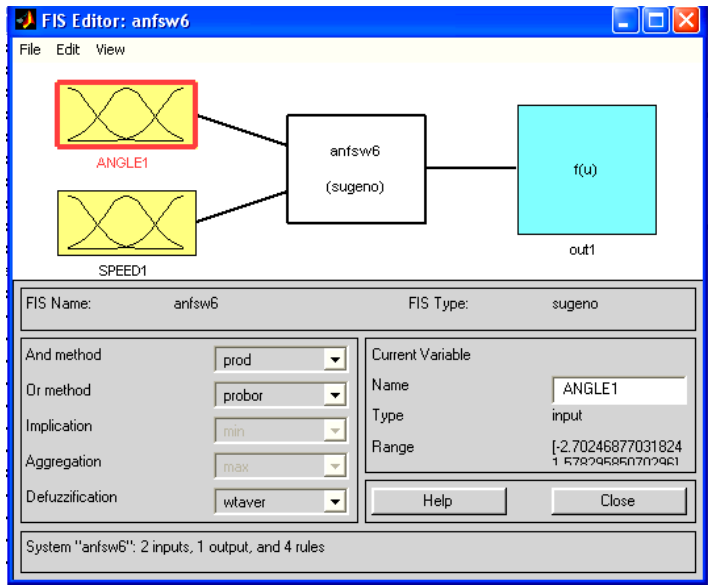 FIS Editor: anfsw6
File Edit View
ANGLE1
SPEED1
anfsw6
(sugeno)
f(u)
out1
FIS Name: anfsw6 FIS Type: sugeno
And method prod
Or method probor
Implication min
Aggregation max
Defuzzification wtaver
Current Variable
Name ANGLE1
Type input
Range [-2.70246877031824
1.57829585070296]
Help Close
System "anfsw6": 2 inputs, 1 output, and 4 rules